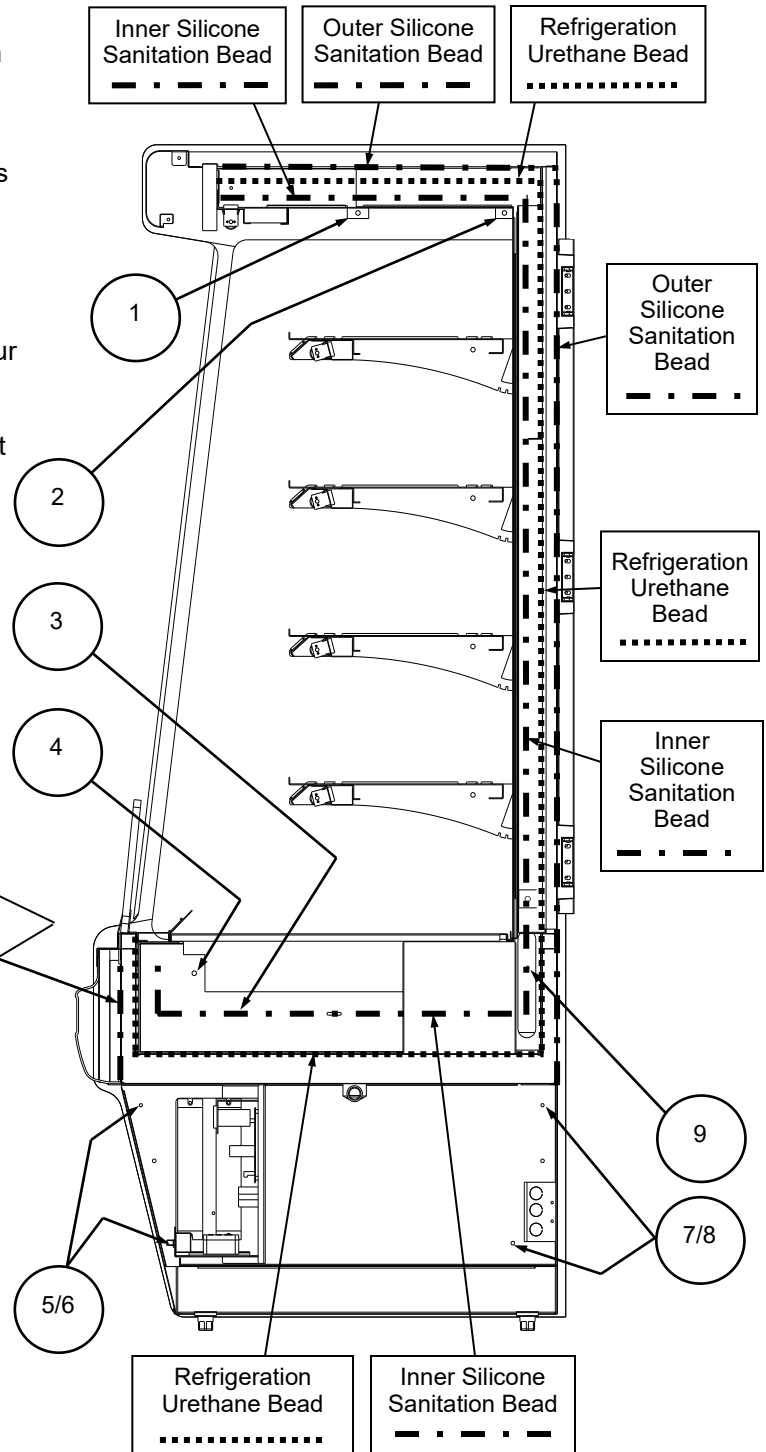 Inner Silicone
Sanitation Bead
Outer Silicone
Sanitation Bead
Refrigeration
Urethane Bead
n
s
ur
t
1
2
3
4
Outer
Silicone
Sanitation
Bead
Refrigeration
Urethane
Bead
Inner
Silicone
Sanitation
Bead
9
7/8
5/6
Refrigeration
Urethane Bead
Inner Silicone
Sanitation Bead